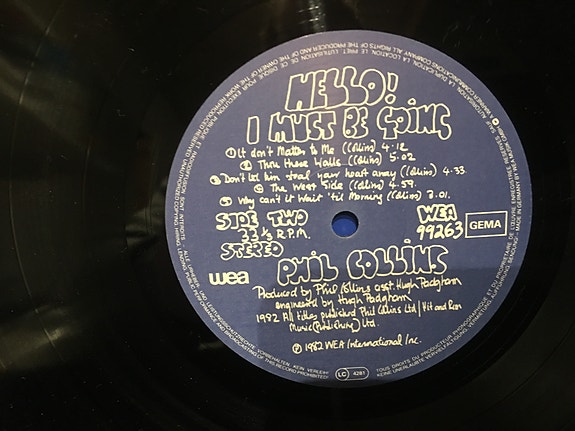 HELLO!
I MUST BE GOING
① It don't Matter to Me (Collins) 4.12
② Thru these Walls (Collins) 5.02
③ Don't let him steal your heart away (Collins) 4.33
④ The West Side (Collins) 4.59.
⑤ Why can't it Wait 'til Morning (Collins) 3.01.
SIDE TWO
33 1/3 R.P.M.
STEREO
WEA
99263
GEMA
wea
PHIL COLLINS
Produced by Phil Collins asst. Hugh Padgham
engineered by Hugh Padgham
1982 All titles published Phil Collins Ltd / Hit and Run
Music (Publishing) Ltd.
Ⓟ 1982 WEA International Inc.
LC 4281